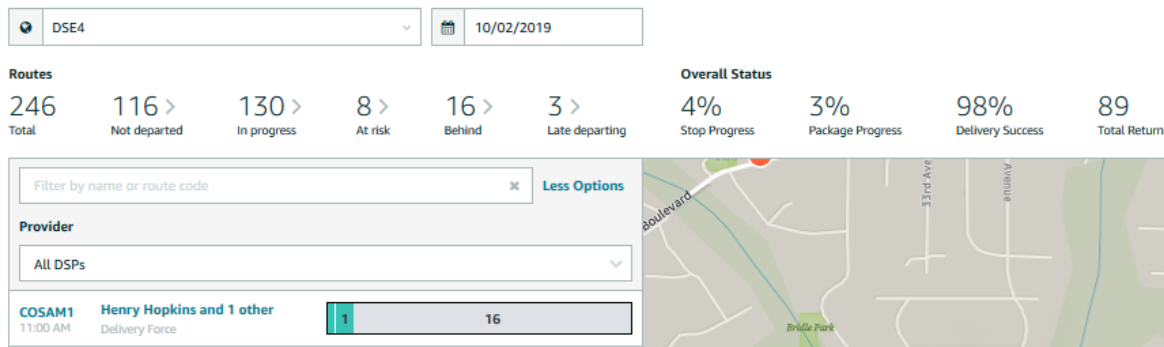 DSE4
10/02/2019
Routes
Overall Status
246 116 > 130 > 8 > 16 > 3 > 4% 3% 98% 89
Total Not departed In progress At risk Behind Late departing Stop Progress Package Progress Delivery Success Total Return
Filter by name or route code
Less Options
Provider
All DSPs
COSAM1 Henry Hopkins and 1 other 1 16
11:00 AM Delivery Force
Boulevard
33rd Ave
Avenue
Bridle Park